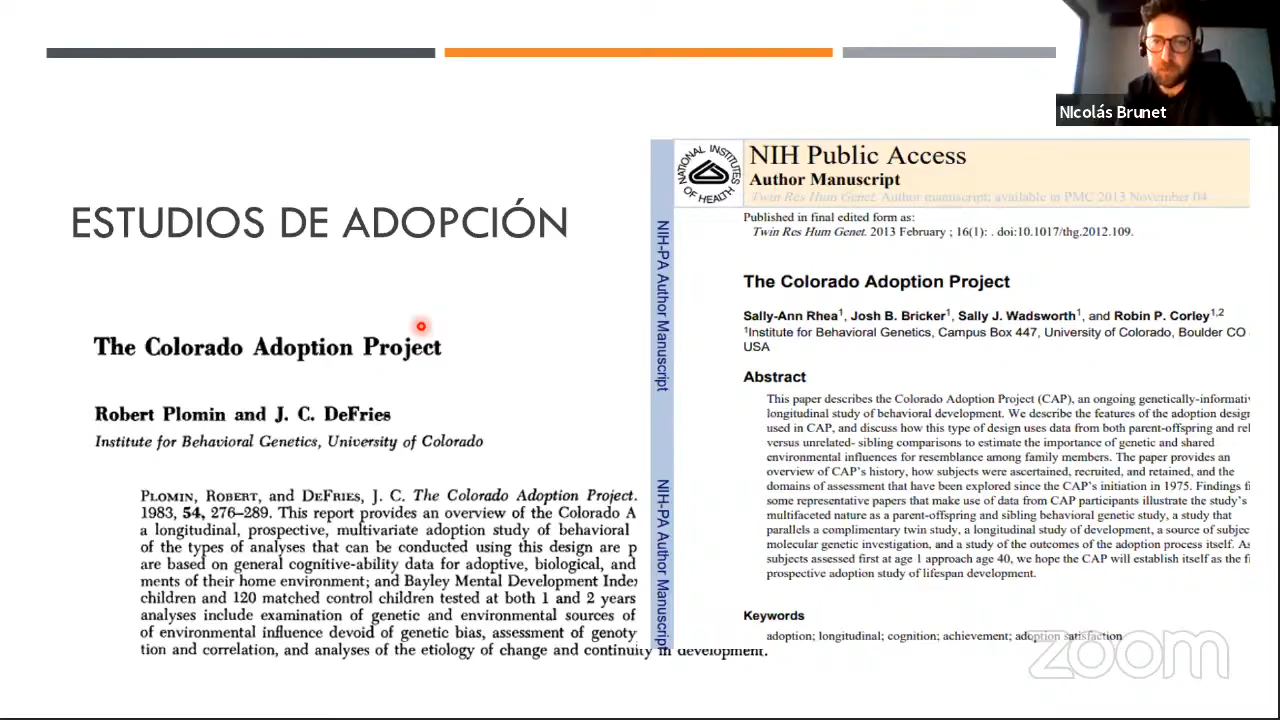 NIcolás Brunet
ESTUDIOS DE ADOPCIÓN
The Colorado Adoption Project
Robert Plomin and J. C. DeFries
Institute for Behavioral Genetics, University of Colorado
PLOMIN, ROBERT, and DEFRIES, J. C. The Colorado Adoption Project.
1983, 54, 276–289. This report provides an overview of the Colorado A
a longitudinal, prospective, multivariate adoption study of behavioral
of the types of analyses that can be conducted using this design are p
are based on general cognitive-ability data for adoptive, biological, and
ments of their home environment; and Bayley Mental Development Inde
children and 120 matched control children tested at both 1 and 2 years
analyses include examination of genetic and environmental sources of
of environmental influence devoid of genetic bias, assessment of genoty
tion and correlation, and analyses of the etiology of change and continuity in development.
NATIONAL INSTITUTES OF HEALTH
NIH Public Access
Author Manuscript
Twin Res Hum Genet. Author manuscript; available in PMC 2013 November 04
Published in final edited form as:
Twin Res Hum Genet. 2013 February ; 16(1): . doi:10.1017/thg.2012.109.
The Colorado Adoption Project
Sally-Ann Rhea1, Josh B. Bricker1, Sally J. Wadsworth1, and Robin P. Corley1,2
1Institute for Behavioral Genetics, Campus Box 447, University of Colorado, Boulder CO
USA
Abstract
This paper describes the Colorado Adoption Project (CAP), an ongoing genetically-informativ
longitudinal study of behavioral development. We describe the features of the adoption design
used in CAP, and discuss how this type of design uses data from both parent-offspring and rel
versus unrelated- sibling comparisons to estimate the importance of genetic and shared
environmental influences for resemblance among family members. The paper provides an
overview of CAP's history, how subjects were ascertained, recruited, and retained, and the
domains of assessment that have been explored since the CAP's initiation in 1975. Findings f
some representative papers that make use of data from CAP participants illustrate the study's
multifaceted nature as a parent-offspring and sibling behavioral genetic study, a study that
parallels a complimentary twin study, a longitudinal study of development, a source of subjec
molecular genetic investigation, and a study of the outcomes of the adoption process itself. As
subjects assessed first at age 1 approach age 40, we hope the CAP will establish itself as the fi
prospective adoption study of lifespan development.
Keywords
adoption; longitudinal; cognition; achievement; adoption satisfaction
NIH-PA Author Manuscript
NIH-PA Author Manuscript
zoom